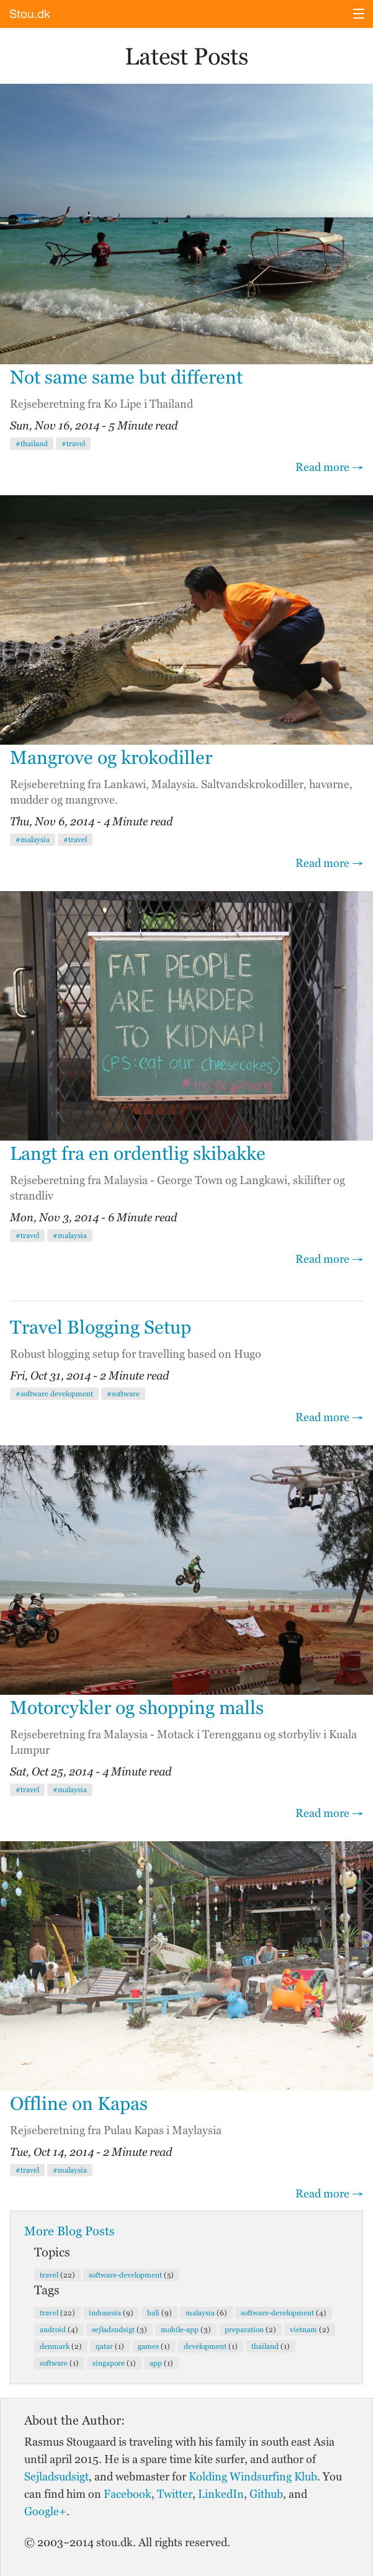 Stou.dk
Latest Posts
Not same same but different
Rejseberetning fra Ko Lipe i Thailand
Sun, Nov 16, 2014 - 5 Minute read
#thailand #travel
Read more →
Mangrove og krokodiller
Rejseberetning fra Lankawi, Malaysia. Saltvandskrokodiller, havørne,
mudder og mangrove.
Thu, Nov 6, 2014 - 4 Minute read
#malaysia #travel
Read more →
FAT PEOPLE
ARE HARDER
TO KIDNAP!
(PS: eat our cheesecakes)
Langt fra en ordentlig skibakke
Rejseberetning fra Malaysia - George Town og Langkawi, skilifter og
strandliv
Mon, Nov 3, 2014 - 6 Minute read
#travel #malaysia
Read more →
Travel Blogging Setup
Robust blogging setup for travelling based on Hugo
Fri, Oct 31, 2014 - 2 Minute read
#software development #software
Read more →
Motorcykler og shopping malls
Rejseberetning fra Malaysia - Motack i Terengganu og storbyliv i Kuala
Lumpur
Sat, Oct 25, 2014 - 4 Minute read
#travel #malaysia
Read more →
Offline on Kapas
Rejseberetning fra Pulau Kapas i Maylaysia
Tue, Oct 14, 2014 - 2 Minute read
#travel #malaysia
Read more →
More Blog Posts
Topics
travel (22) software-development (5)
Tags
travel (22) indonesia (9) bali (9) malaysia (6) software-development (4)
android (4) sejladsudsigt (3) mobile-app (3) preparation (2) vietnam (2)
denmark (2) qatar (1) games (1) development (1) thailand (1)
software (1) singapore (1) app (1)
About the Author:
Rasmus Stougaard is traveling with his family in south east Asia
until april 2015. He is a spare time kite surfer, and author of
Sejladsudsigt, and webmaster for Kolding Windsurfing Klub. You
can find him on Facebook, Twitter, LinkedIn, Github, and
Google+.
© 2003–2014 stou.dk. All rights reserved.